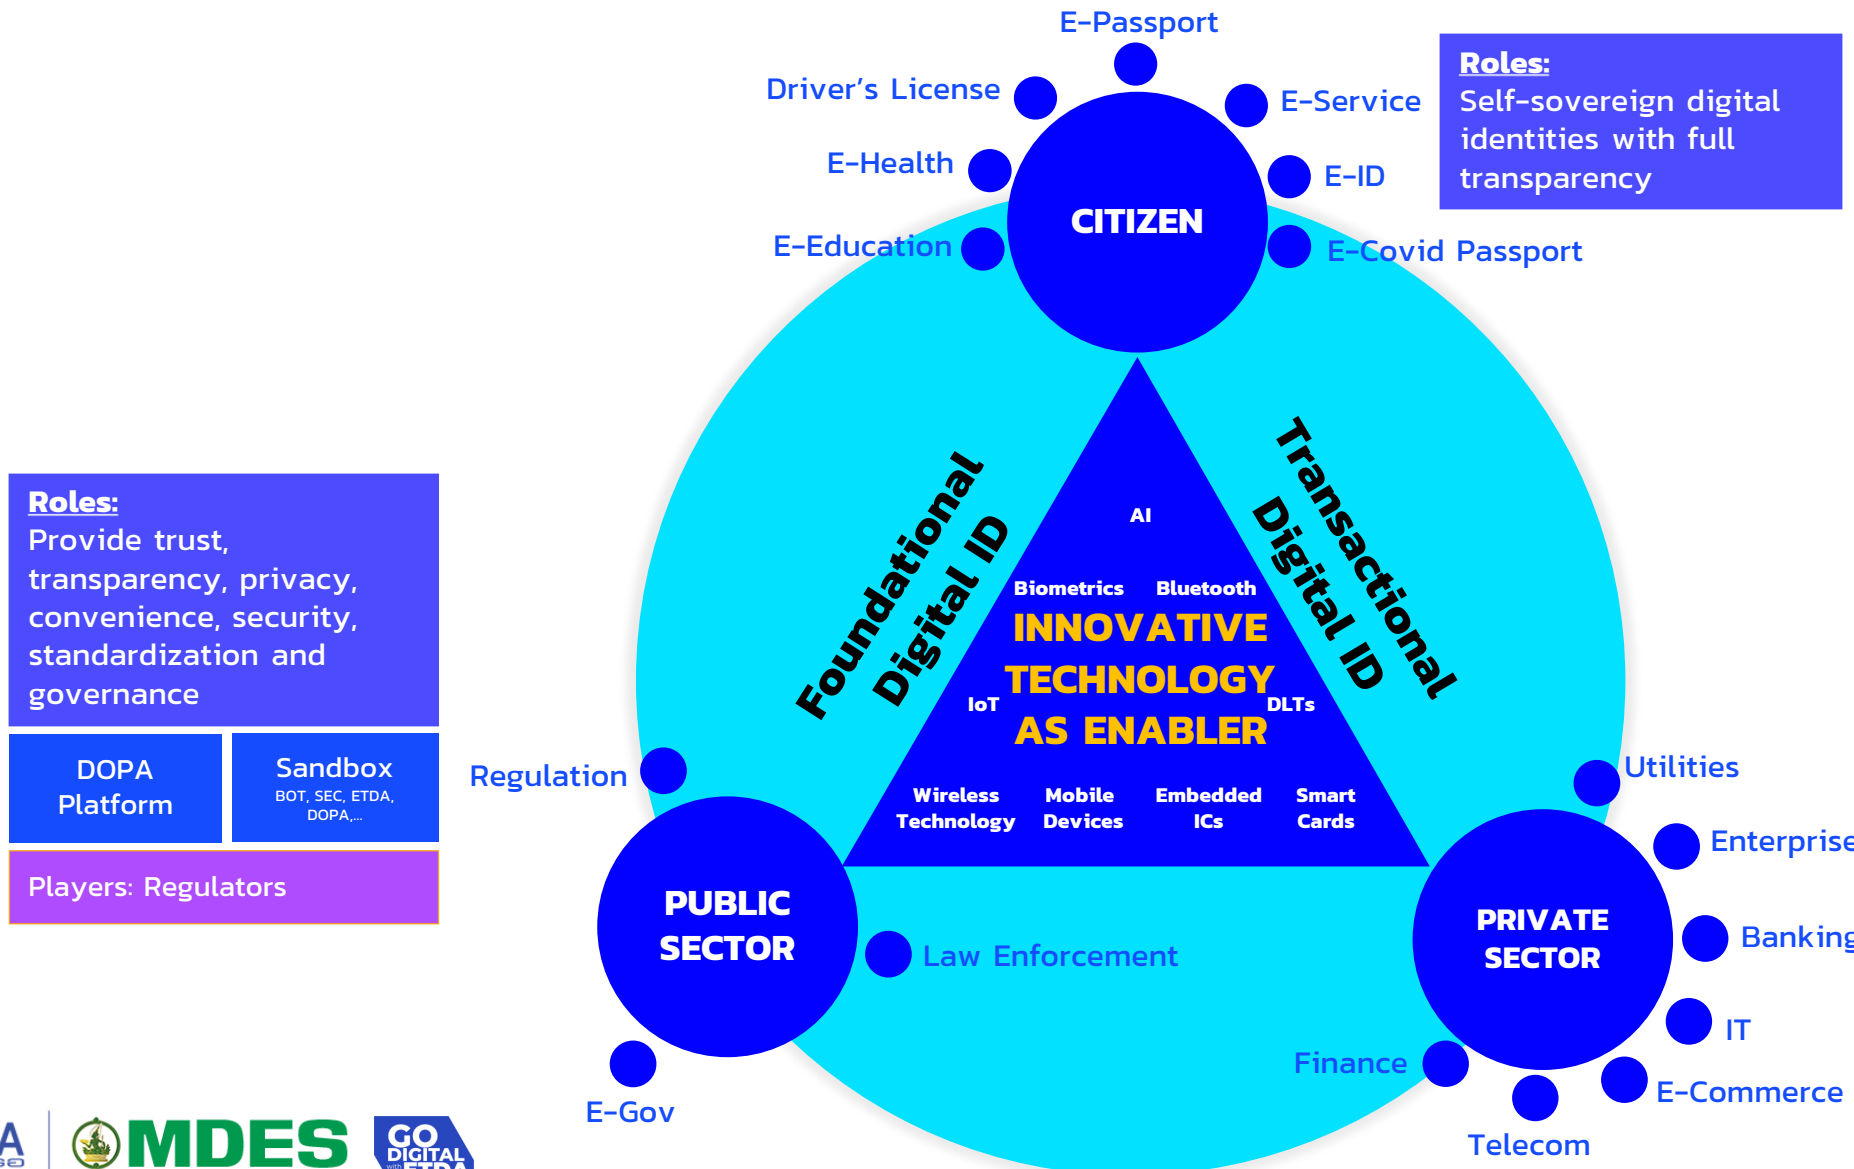 E-Passport
Driver's License
E-Service
E-Health
E-ID
E-Education
E-Covid Passport
CITIZEN
Roles:
Self-sovereign digital
identities with full
transparency
Foundational
Digital ID
Transactional
Digital ID
AI
Biometrics
Bluetooth
INNOVATIVE
TECHNOLOGY
AS ENABLER
IoT
DLTs
Wireless
Technology
Mobile
Devices
Embedded
ICs
Smart
Cards
Roles:
Provide trust,
transparency, privacy,
convenience, security,
standardization and
governance
DOPA
Platform
Sandbox
BOT, SEC, ETDA,
DOPA,...
Players: Regulators
Regulation
PUBLIC
SECTOR
Law Enforcement
E-Gov
PRIVATE
SECTOR
Utilities
Enterprise
Banking
IT
E-Commerce
Telecom
Finance
MDES
GO
DIGITAL
with ETDA